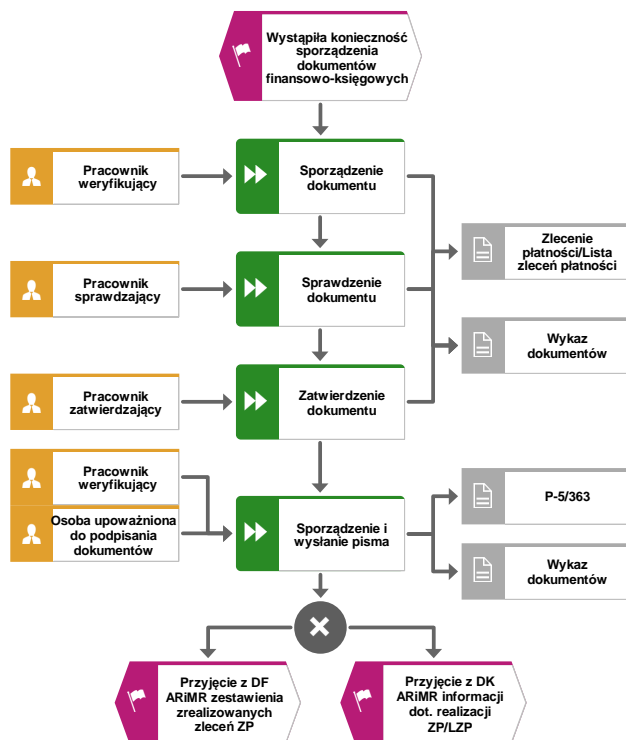 Wystąpiła konieczność
sporządzenia
dokumentów
finansowo-księgowych
Pracownik
weryfikujący
Sporządzenie
dokumentu
Zlecenie
płatności/Lista
zleceń płatności
Pracownik
sprawdzający
Sprawdzenie
dokumentu
Wykaz
dokumentów
Pracownik
zatwierdzający
Zatwierdzenie
dokumentu
Pracownik
weryfikujący
Osoba upoważniona
do podpisania
dokumentów
Sporządzenie i
wysłanie pisma
P-5/363
Wykaz
dokumentów
Przyjęcie z DF
ARiMR zestawienia
zrealizowanych
zleceń ZP
Przyjęcie z DK
ARiMR informacji
dot. realizacji
ZP/LZP